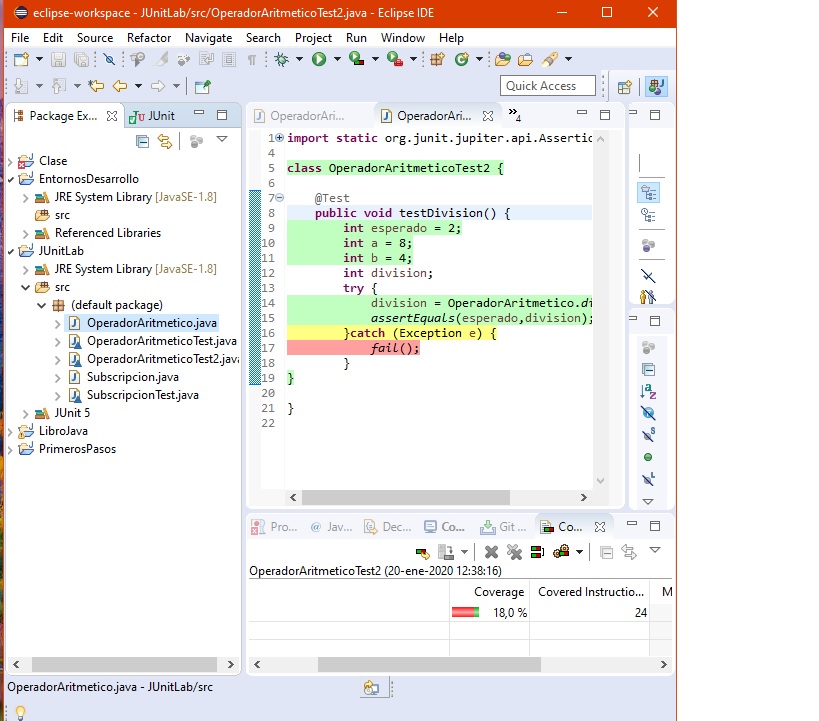 eclipse-workspace - JUnitLab/src/OperadorAritmeticoTest2.java - Eclipse IDE
File Edit Source Refactor Navigate Search Project Run Window Help
Quick Access
Package Ex... JUnit
Clase
EntornosDesarrollo
JRE System Library [JavaSE-1.8]
src
Referenced Libraries
JUnitLab
JRE System Library [JavaSE-1.8]
src
(default package)
OperadorAritmetico.java
OperadorAritmeticoTest.java
OperadorAritmeticoTest2.java
Subscripcion.java
SubscripcionTest.java
JUnit 5
LibroJava
PrimerosPasos
OperadorAri... OperadorAri... »4
1 import static org.junit.jupiter.api.Assertio
4
5 class OperadorAritmeticoTest2 {
6
7 @Test
8 public void testDivision() {
9 int esperado = 2;
10 int a = 8;
11 int b = 4;
12 int division;
13 try {
14 division = OperadorAritmetico.di
15 assertEquals(esperado,division);
16 }catch (Exception e) {
17 fail();
18 }
19 }
20
21 }
22
Pro... @ Jav... Dec... Co... Git ... Co...
OperadorAritmeticoTest2 (20-ene-2020 12:38:16)
Coverage Covered Instructio... M
18,0 % 24
OperadorAritmetico.java - JUnitLab/src